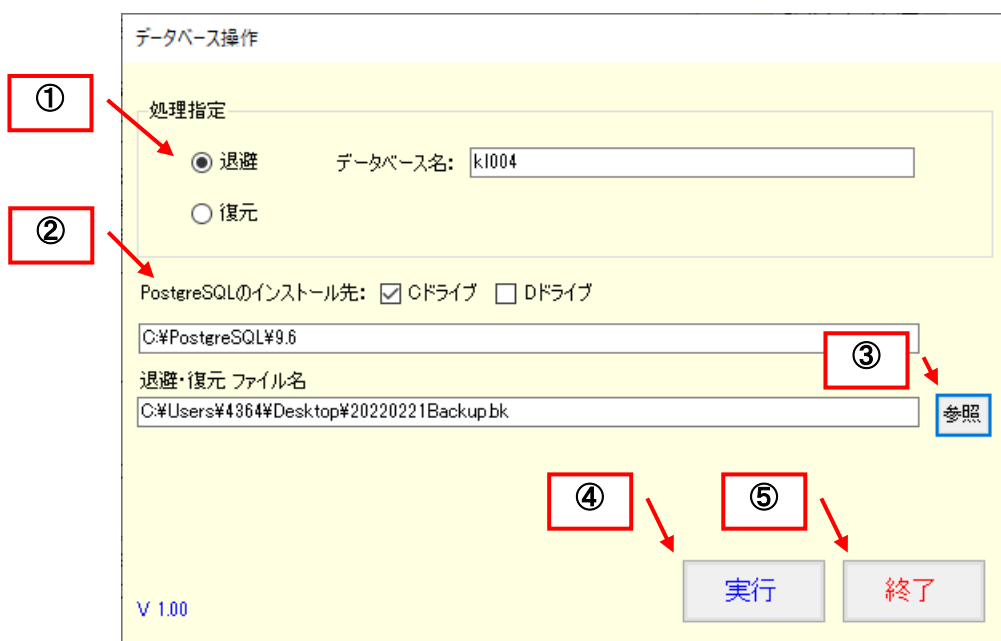 データベース操作
①
処理指定
退避 データベース名: kl004
復元
②
PostgreSQLのインストール先: Cドライブ Dドライブ
C:¥PostgreSQL¥9.6
③
退避・復元 ファイル名
C:¥Users¥4364¥Desktop¥20220221Backup.bk 参照
④ ⑤
実行 終了
V 1.00